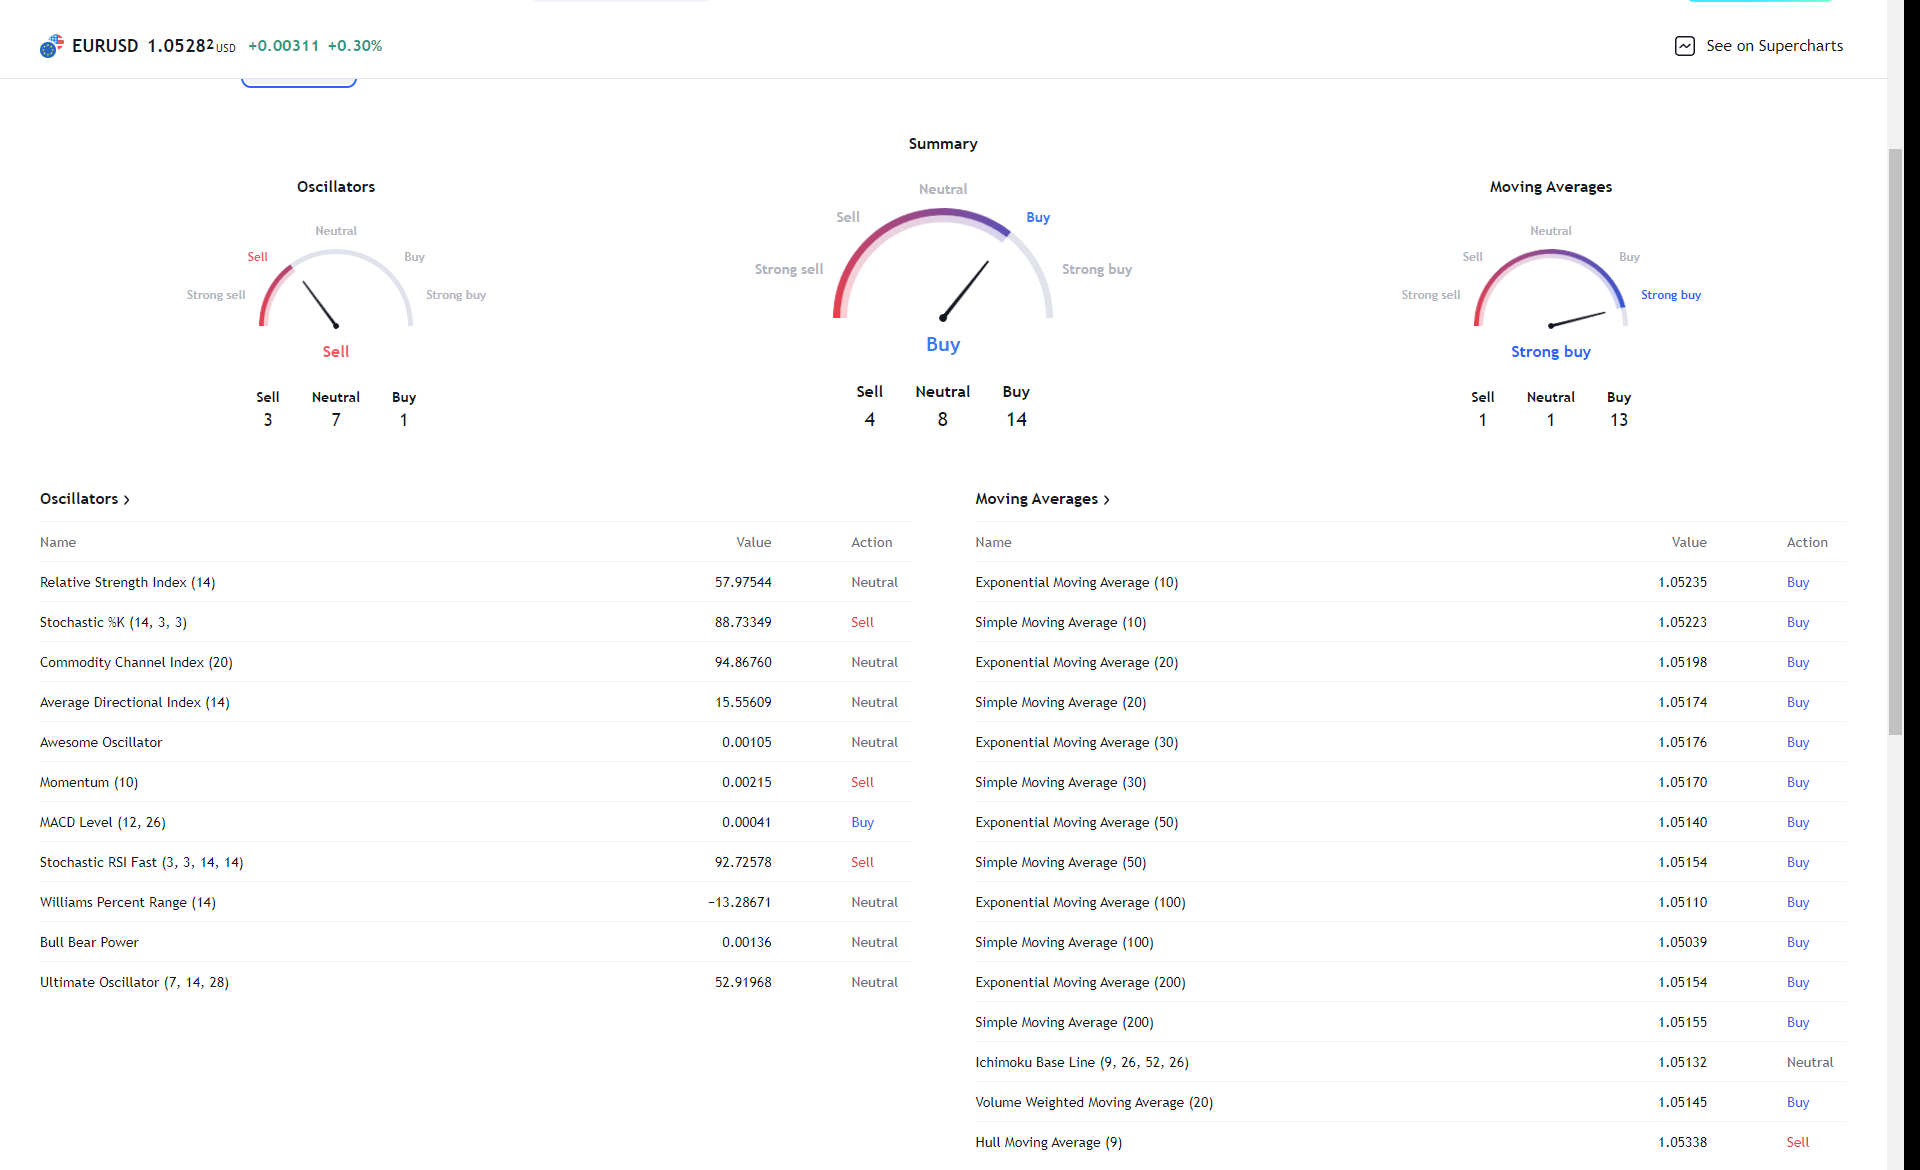 EURUSD 1.05282 USD +0.00311 +0.30%
See on Supercharts
Oscillators
Neutral
Sell
Buy
Strong sell
Strong buy
Sell
Sell Neutral Buy
3 7 1
Summary
Neutral
Sell
Buy
Strong sell
Strong buy
Buy
Sell Neutral Buy
4 8 14
Moving Averages
Neutral
Sell
Buy
Strong sell
Strong buy
Strong buy
Sell Neutral Buy
1 1 13
Oscillators >
Name Value Action
Relative Strength Index (14) 57.97544 Neutral
Stochastic %K (14, 3, 3) 88.73349 Sell
Commodity Channel Index (20) 94.86760 Neutral
Average Directional Index (14) 15.55609 Neutral
Awesome Oscillator 0.00105 Neutral
Momentum (10) 0.00215 Sell
MACD Level (12, 26) 0.00041 Buy
Stochastic RSI Fast (3, 3, 14, 14) 92.72578 Sell
Williams Percent Range (14) −13.28671 Neutral
Bull Bear Power 0.00136 Neutral
Ultimate Oscillator (7, 14, 28) 52.91968 Neutral
Moving Averages >
Name Value Action
Exponential Moving Average (10) 1.05235 Buy
Simple Moving Average (10) 1.05223 Buy
Exponential Moving Average (20) 1.05198 Buy
Simple Moving Average (20) 1.05174 Buy
Exponential Moving Average (30) 1.05176 Buy
Simple Moving Average (30) 1.05170 Buy
Exponential Moving Average (50) 1.05140 Buy
Simple Moving Average (50) 1.05154 Buy
Exponential Moving Average (100) 1.05110 Buy
Simple Moving Average (100) 1.05039 Buy
Exponential Moving Average (200) 1.05154 Buy
Simple Moving Average (200) 1.05155 Buy
Ichimoku Base Line (9, 26, 52, 26) 1.05132 Neutral
Volume Weighted Moving Average (20) 1.05145 Buy
Hull Moving Average (9) 1.05338 Sell